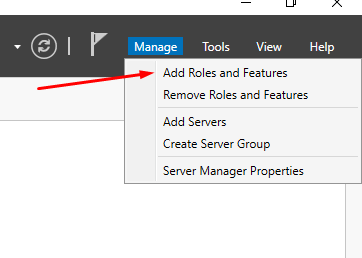 Manage Tools View Help
Add Roles and Features
Remove Roles and Features
Add Servers
Create Server Group
Server Manager Properties